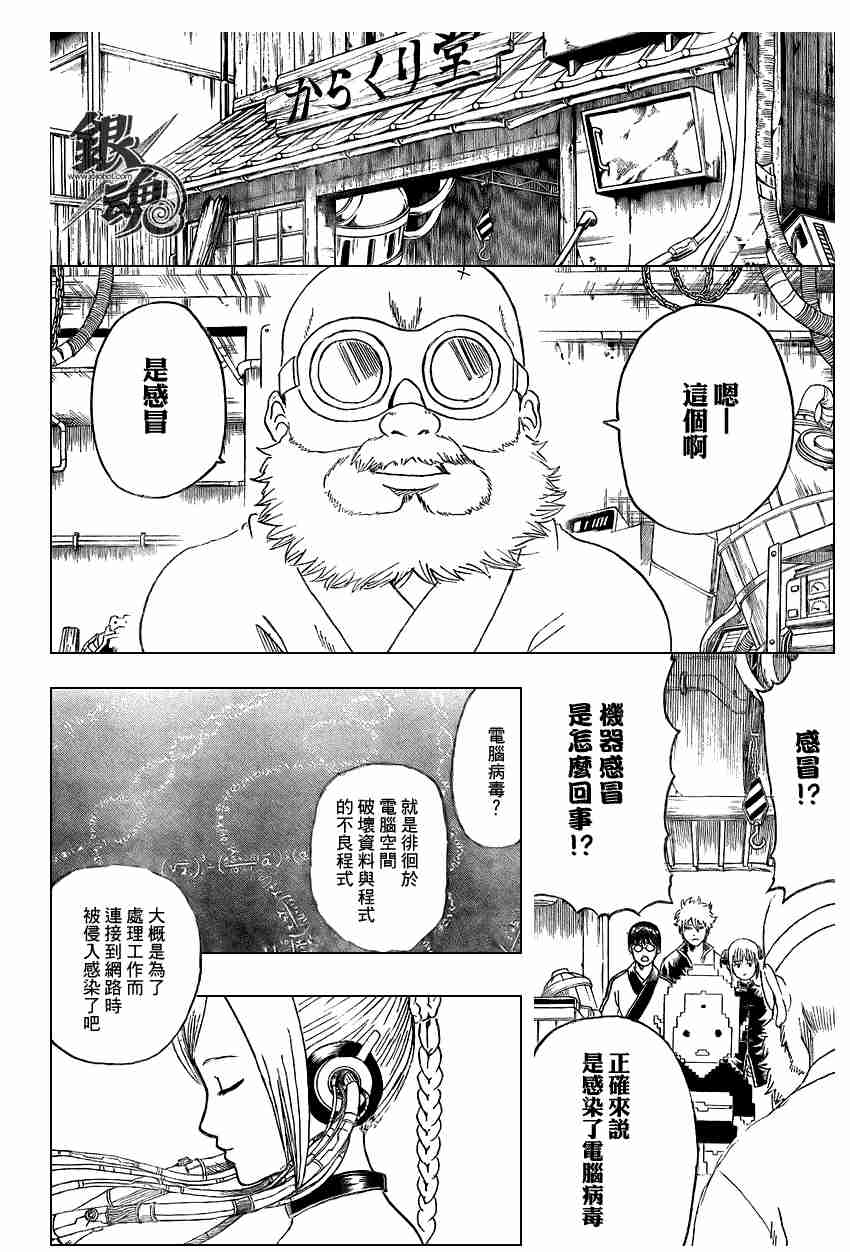 からくり堂
銀魂
www.jojohot.com
嗯—
這個啊
是感冒
感冒!?
機器感冒
是怎麼回事!?
正確來說
是感染了電腦病毒
電腦病毒?
就是徘徊於
電腦空間
破壞資料與程式
的不良程式
大概是為了
處理工作而
連接到網路時
被侵入感染了吧